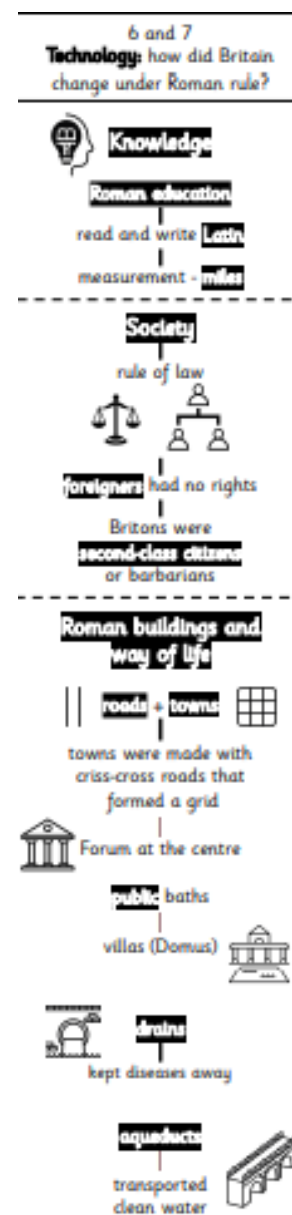 6 and 7
Technology: how did Britain
change under Roman rule?
Knowledge
Roman education
read and write Latin
measurement - miles
Society
rule of law
foreigners had no rights
Britons were
second-class citizens
or barbarians
Roman buildings and
way of life
roads + towns
towns were made with
criss-cross roads that
formed a grid
Forum at the centre
public baths
villas (Domus)
drains
kept diseases away
aqueducts
transported
clean water